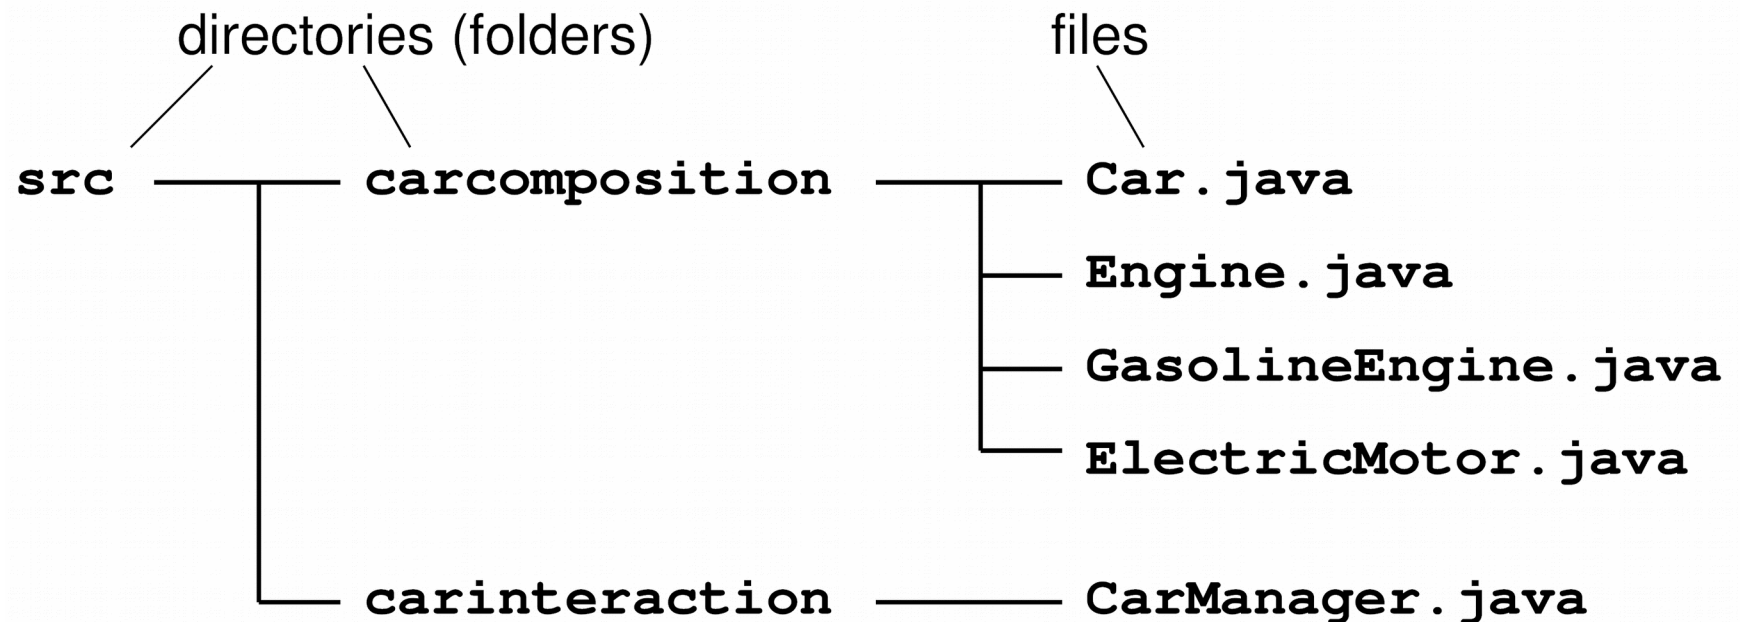 directories (folders) files
src carcomposition Car.java
Engine.java
GasolineEngine.java
ElectricMotor.java
carinteraction CarManager.java